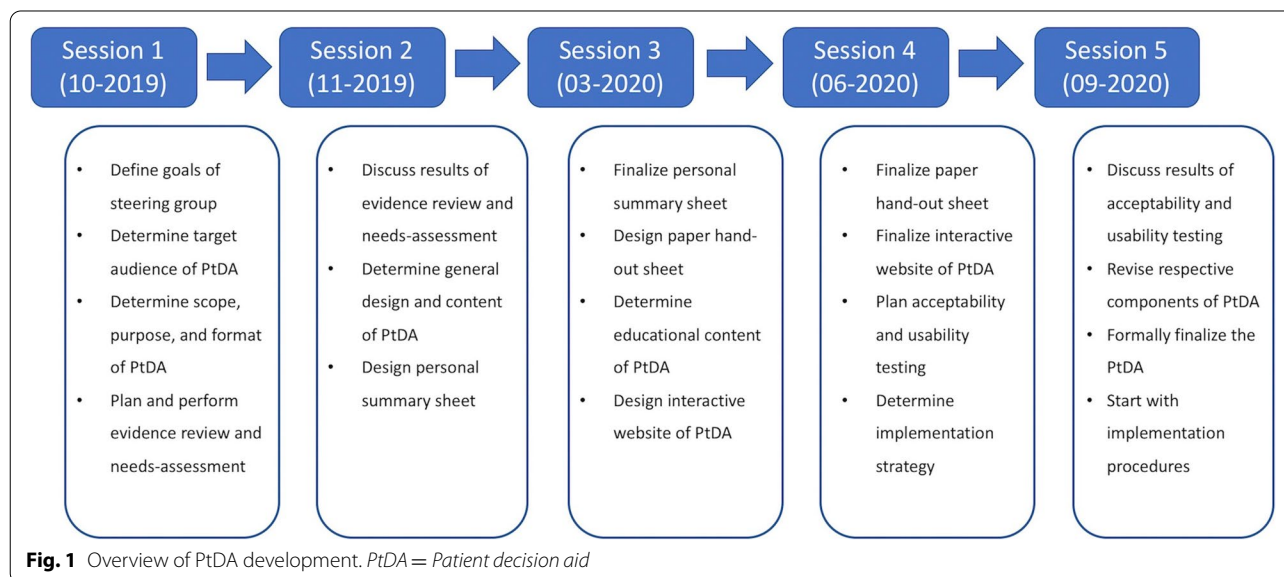 Session 1
(10-2019)
Session 2
(11-2019)
Session 3
(03-2020)
Session 4
(06-2020)
Session 5
(09-2020)
• Define goals of
steering group
• Determine target
audience of PtDA
• Determine scope,
purpose, and format
of PtDA
• Plan and perform
evidence review and
needs-assessment
• Discuss results of
evidence review and
needs-assessment
• Determine general
design and content
of PtDA
• Design personal
summary sheet
• Finalize personal
summary sheet
• Design paper hand-
out sheet
• Determine
educational content
of PtDA
• Design interactive
website of PtDA
• Finalize paper
hand-out sheet
• Finalize interactive
website of PtDA
• Plan acceptability
and usability
testing
• Determine
implementation
strategy
• Discuss results of
acceptability and
usability testing
• Revise respective
components of PtDA
• Formally finalize the
PtDA
• Start with
implementation
procedures
Fig. 1 Overview of PtDA development. PtDA = Patient decision aid